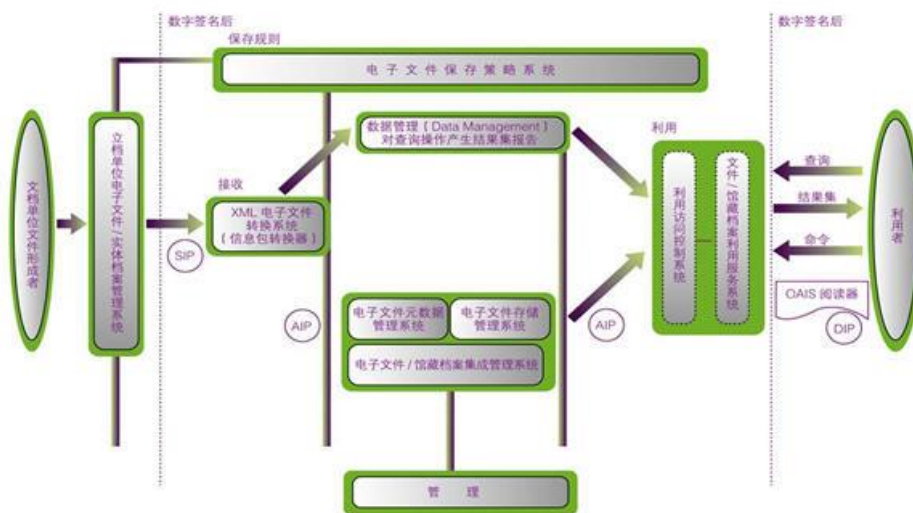 数字签名后
数字签名后
保存规则
电子文件保存策略系统
数据管理[Data Management]
对查询操作产生结果集报告
利用
文档单位文件形成者
立档单位电子文件/实体档案管理系统
接收
XML 电子文件
转换系统
[信息包转换器]
SIP
AIP
利用访问控制系统
文件/馆藏档案利用服务系统
查询
结果集
命令
利用者
OAIS 阅读器
DIP
电子文件元数据
管理系统
电子文件存储
管理系统
AIP
电子文件/馆藏档案集成管理系统
管 理